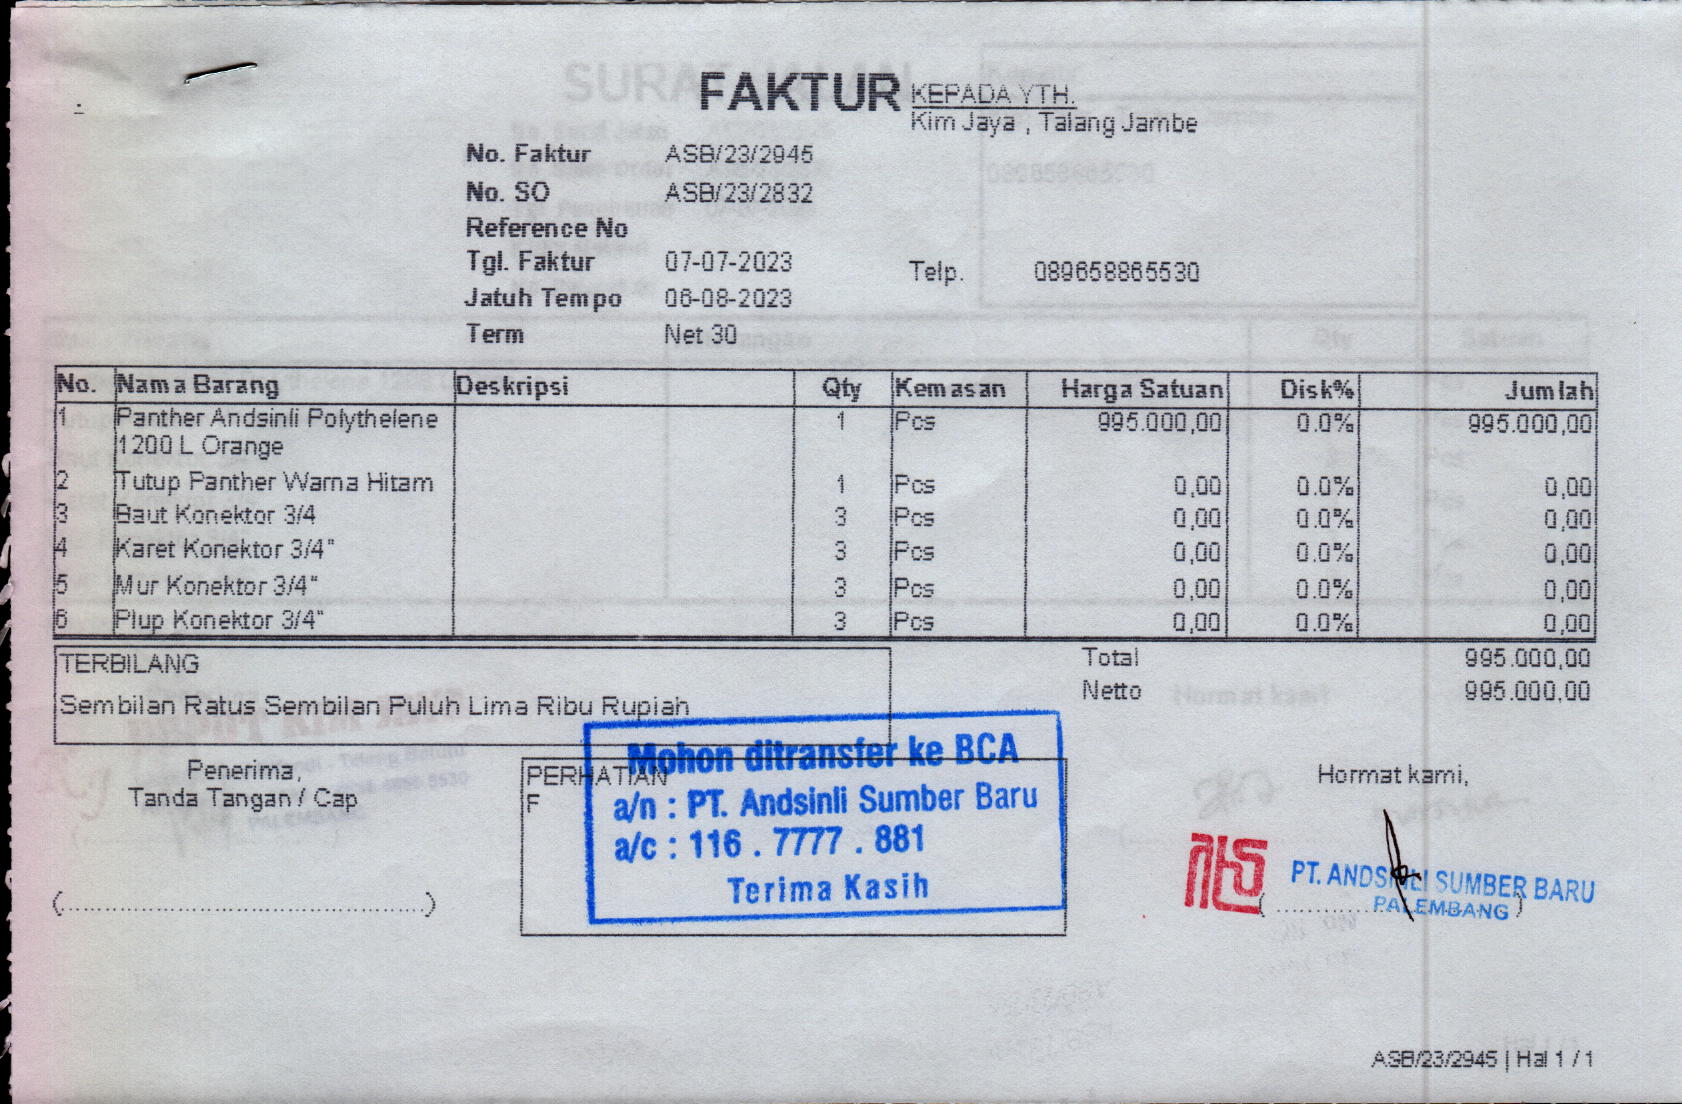 FAKTUR
KEPADA YTH.
Kim Jaya , Talang Jambe
No. Faktur ASB/23/2945
No. SO ASB/23/2832
Reference No
Tgl. Faktur 07-07-2023
Telp. 089658865530
Jatuh Tempo 06-08-2023
Term Net 30
No. Nama Barang Deskripsi Qty Kemasan Harga Satuan Disk% Jumlah
1 Panther Andsinli Polythelene 1 Pcs 995.000,00 0.0% 995.000,00
1200 L Orange
2 Tutup Panther Warna Hitam 1 Pcs 0,00 0.0% 0,00
3 Baut Konektor 3/4 3 Pcs 0,00 0.0% 0,00
4 Karet Konektor 3/4" 3 Pcs 0,00 0.0% 0,00
5 Mur Konektor 3/4" 3 Pcs 0,00 0.0% 0,00
6 Plup Konektor 3/4" 3 Pcs 0,00 0.0% 0,00
TERBILANG
Sembilan Ratus Sembilan Puluh Lima Ribu Rupiah
Total 995.000,00
Netto 995.000,00
Penerima,
Tanda Tangan / Cap
(........................................)
PERHATIAN
F
Mohon ditransfer ke BCA
a/n : PT. Andsinli Sumber Baru
a/c : 116 . 7777 . 881
Terima Kasih
Hormat kami,
PT. ANDSINLI SUMBER BARU
PALEMBANG
ASB/23/2945 | Hal 1 / 1